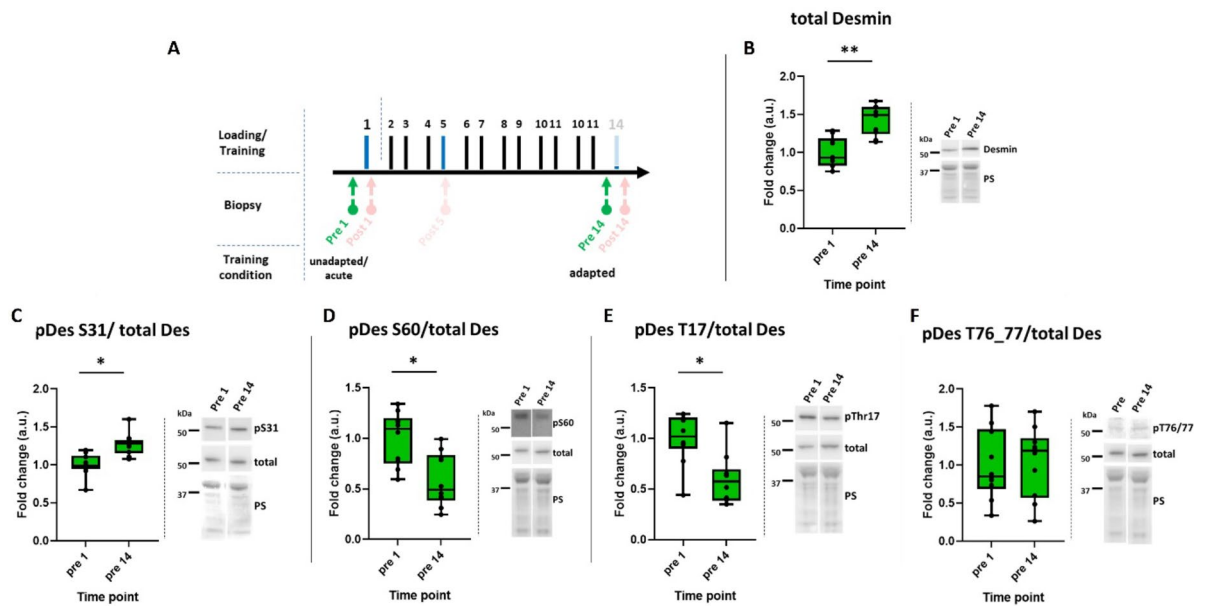 A
Loading/
Training
1 2 3 4 5 6 7 8 9 10 11 10 11 14
Biopsy
Pre 1
Post 1
Post 5
Pre 14
Post 14
Training
condition
unadapted/
acute
adapted
total Desmin
B
**
Fold change (a.u.)
2.0
1.5
1.0
0.5
0.0
pre 1
pre 14
Time point
Pre 1
Pre 14
kDa
50
37
Desmin
PS
C
pDes S31/ total Des
*
Fold change (a.u.)
2.0
1.5
1.0
0.5
0.0
pre 1
pre 14
Time point
Pre 1
Pre 14
kDa
50
50
37
pS31
total
PS
D
pDes S60/total Des
*
Fold change (a.u.)
1.5
1.0
0.5
0.0
pre 1
pre 14
Time point
Pre 1
Pre 14
kDa
50
50
37
pS60
total
PS
E
pDes T17/total Des
*
Fold change (a.u.)
1.5
1.0
0.5
0.0
pre 1
pre 14
Time point
Pre 1
Pre 14
kDa
50
50
37
pThr17
total
PS
F
pDes T76_77/total Des
Fold change (a.u.)
2.0
1.5
1.0
0.5
0.0
pre 1
pre 14
Time point
Pre 1
Pre 14
kDa
50
50
37
pT76/77
total
PS